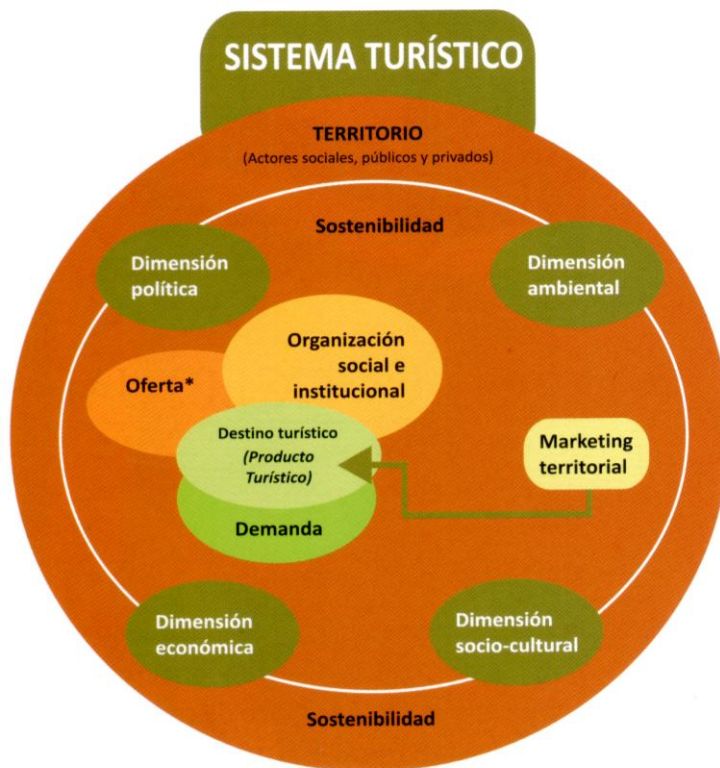 SISTEMA TURÍSTICO
TERRITORIO
(Actores sociales, públicos y privados)
Sostenibilidad
Dimensión
política
Dimensión
ambiental
Organización
social e
institucional
Oferta*
Destino turístico
(Producto
Turístico)
Marketing
territorial
Demanda
Dimensión
económica
Dimensión
socio-cultural
Sostenibilidad